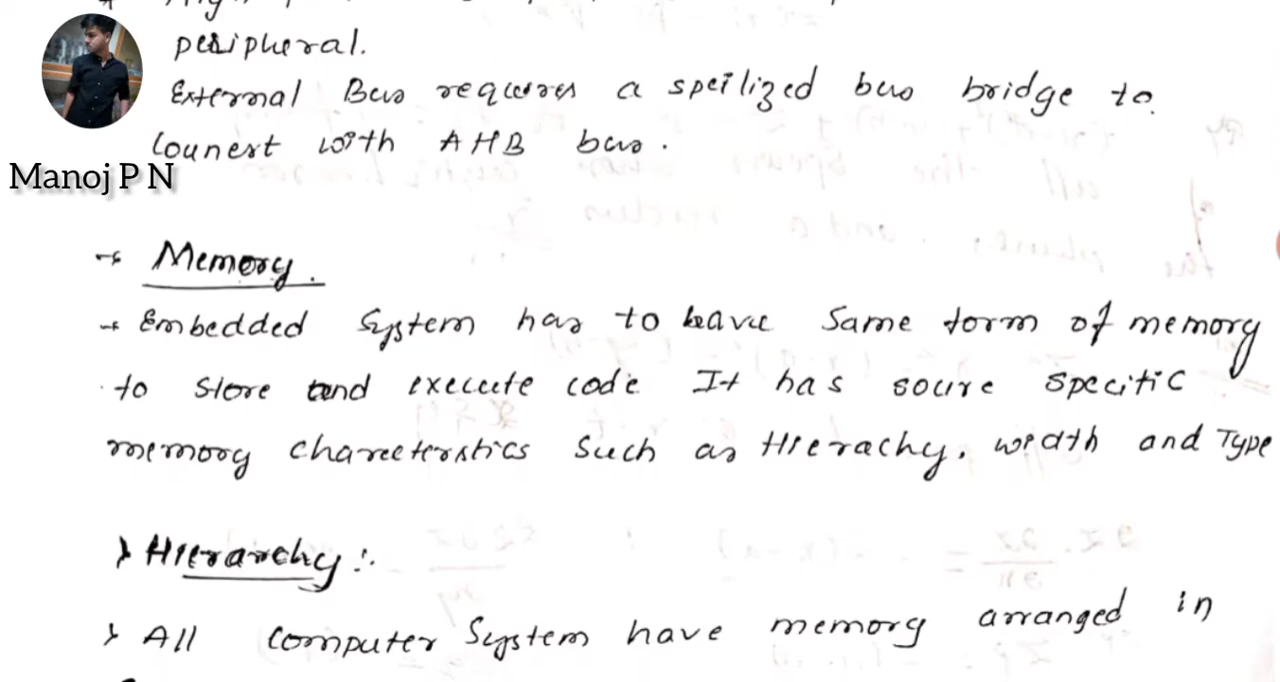 peripheral.
External Bus requires a speilized bus bridge to
Counest with AHB bus.
Manoj P N
→ Memory.
→ Embedded System has to have Same form of memory
to store and execute code It has soure specific
memory charecterstics such as Hierachy, width and Type
> Hierarchy :.
> All Computer System have memory arranged in